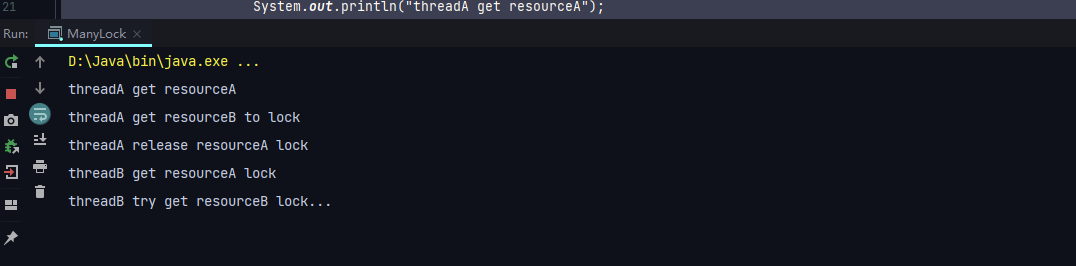 21 System.out.println("threadA get resourceA");
Run: ManyLock
D:\Java\bin\java.exe ...
threadA get resourceA
threadA get resourceB to lock
threadA release resourceA lock
threadB get resourceA lock
threadB try get resourceB lock...